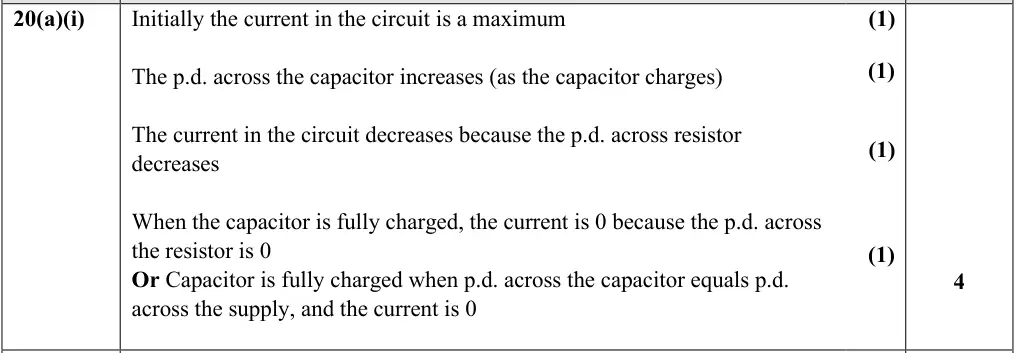 20(a)(i) Initially the current in the circuit is a maximum (1)
The p.d. across the capacitor increases (as the capacitor charges) (1)
The current in the circuit decreases because the p.d. across resistor
decreases (1)
When the capacitor is fully charged, the current is 0 because the p.d. across
the resistor is 0 (1)
Or Capacitor is fully charged when p.d. across the capacitor equals p.d. 4
across the supply, and the current is 0